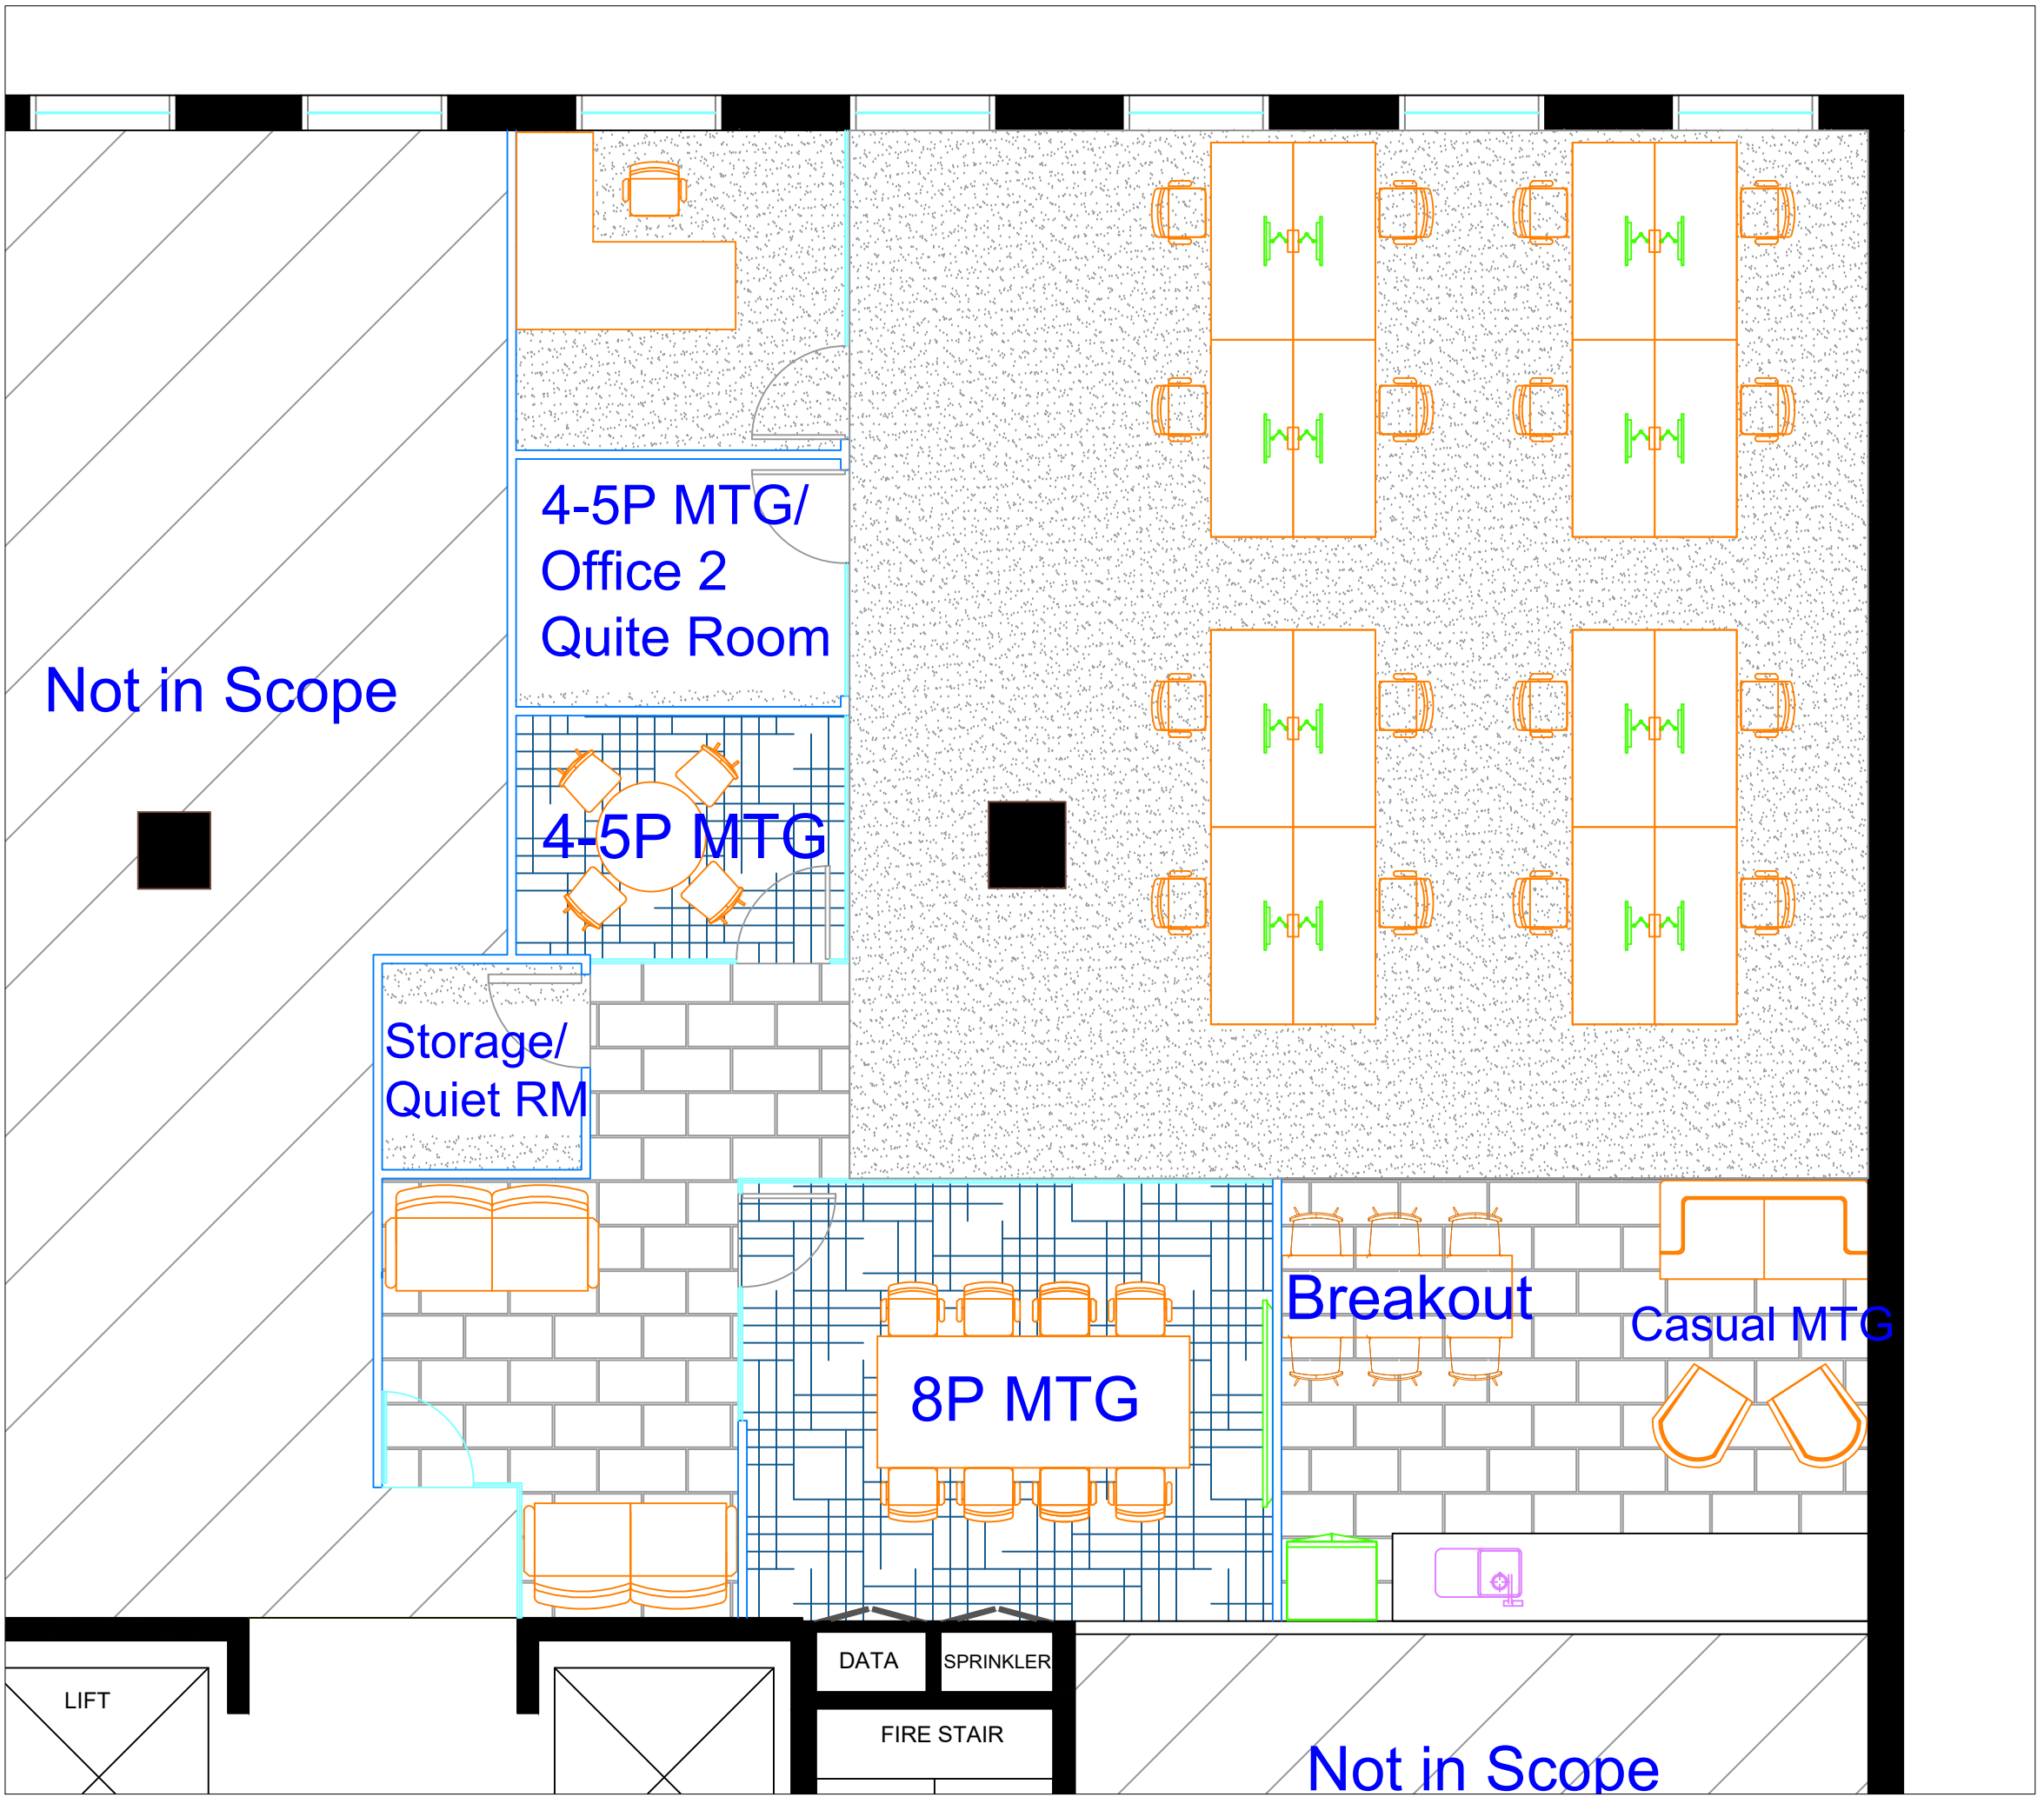 4-5P MTG/
Office 2
Quite Room
Not in Scope
4-5P MTG
Storage/
Quiet RM
Breakout
Casual MTG
8P MTG
DATA
SPRINKLER
LIFT
FIRE STAIR
Not in Scope